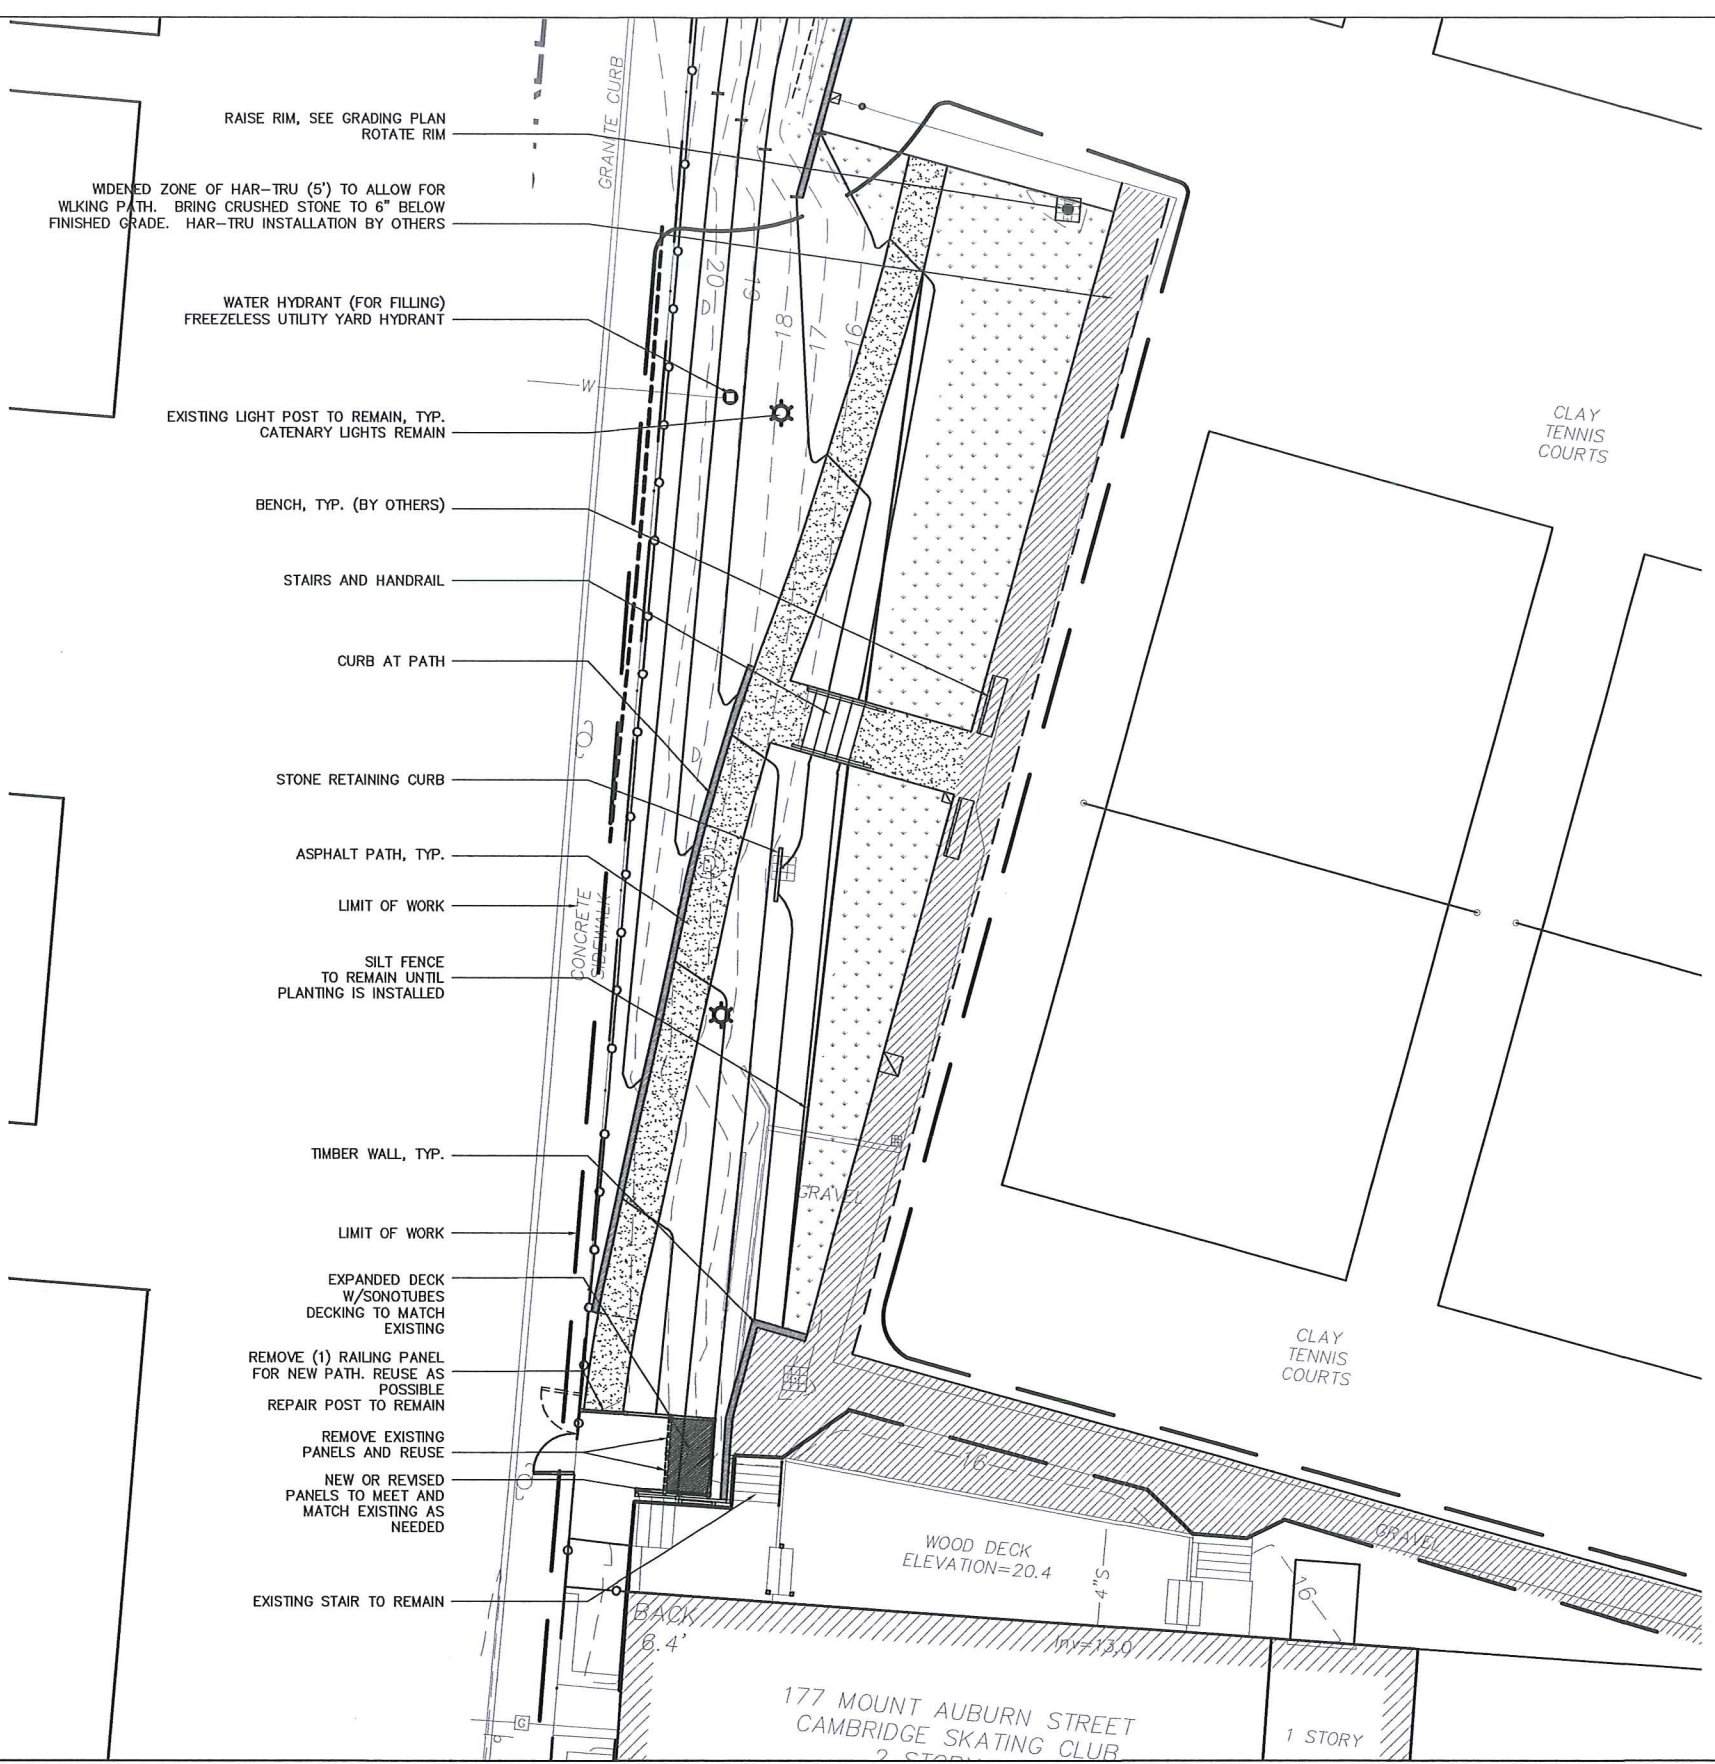 RAISE RIM, SEE GRADING PLAN
ROTATE RIM
WIDENED ZONE OF HAR-TRU (5') TO ALLOW FOR
WLKING PATH. BRING CRUSHED STONE TO 6" BELOW
FINISHED GRADE. HAR-TRU INSTALLATION BY OTHERS
WATER HYDRANT (FOR FILLING)
FREEZELESS UTILITY YARD HYDRANT
EXISTING LIGHT POST TO REMAIN, TYP.
CATENARY LIGHTS REMAIN
BENCH, TYP. (BY OTHERS)
STAIRS AND HANDRAIL
CURB AT PATH
STONE RETAINING CURB
ASPHALT PATH, TYP.
LIMIT OF WORK
SILT FENCE
TO REMAIN UNTIL
PLANTING IS INSTALLED
TIMBER WALL, TYP.
LIMIT OF WORK
EXPANDED DECK
W/SONOTUBES
DECKING TO MATCH
EXISTING
REMOVE (1) RAILING PANEL
FOR NEW PATH. REUSE AS
POSSIBLE
REPAIR POST TO REMAIN
REMOVE EXISTING
PANELS AND REUSE
NEW OR REVISED
PANELS TO MEET AND
MATCH EXISTING AS
NEEDED
EXISTING STAIR TO REMAIN
GRANITE CURB
20
19
18
17
16
D
W
D
D
CONCRETE
SIDEWALK
GRAVEL
CLAY
TENNIS
COURTS
CLAY
TENNIS
COURTS
16
GRAVEL
WOOD DECK
ELEVATION=20.4
4"S
16
BACK
6.4'
Inv=13.0
G
177 MOUNT AUBURN STREET
CAMBRIDGE SKATING CLUB
2 STORY
1 STORY